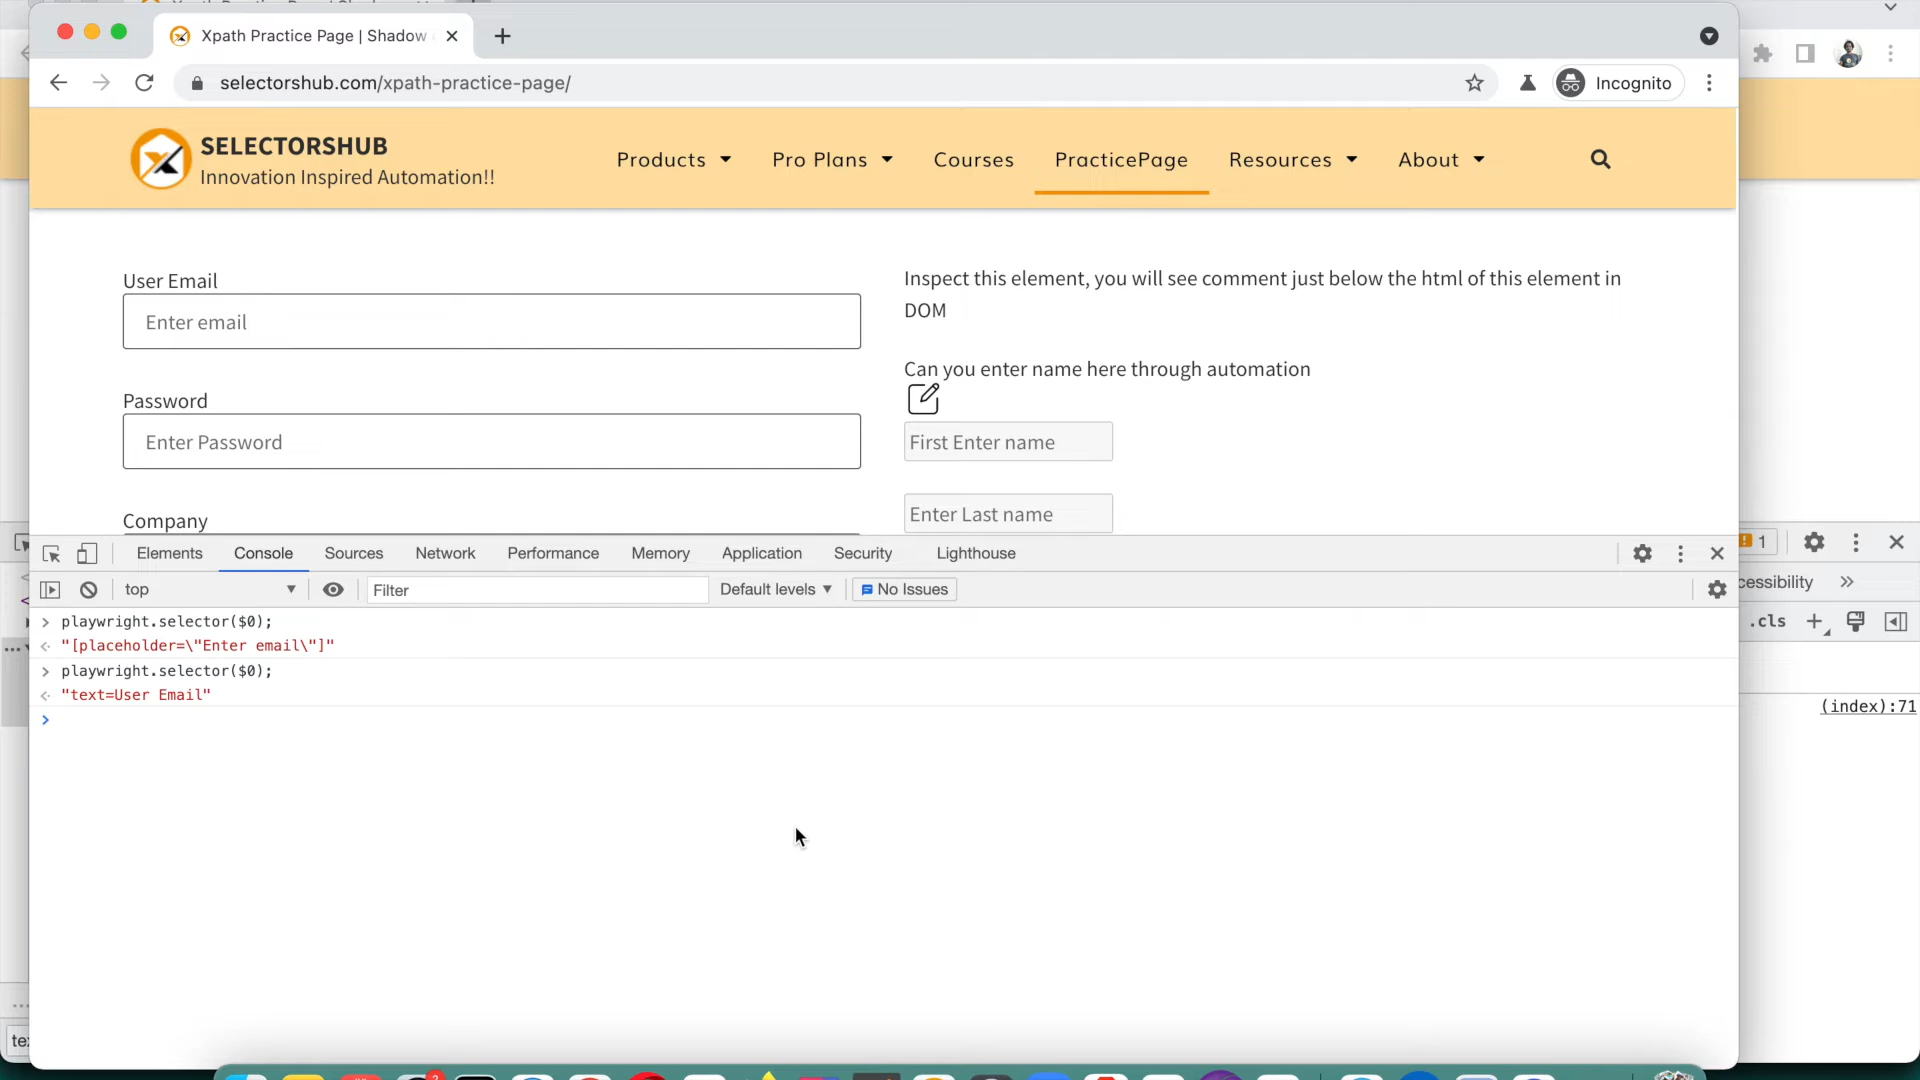 Xpath Practice Page | Shadow
selectorshub.com/xpath-practice-page/
Incognito
SELECTORSHUB
Innovation Inspired Automation!!
Products
Pro Plans
Courses
PracticePage
Resources
About
User Email
Enter email
Password
Enter Password
Company
Inspect this element, you will see comment just below the html of this element in
DOM
Can you enter name here through automation
First Enter name
Enter Last name
Elements
Console
Sources
Network
Performance
Memory
Application
Security
Lighthouse
1
top
Filter
Default levels
No Issues
cessibility
.cls
playwright.selector($0);
"[placeholder=\"Enter email\"]"
playwright.selector($0);
"text=User Email"
(index):71